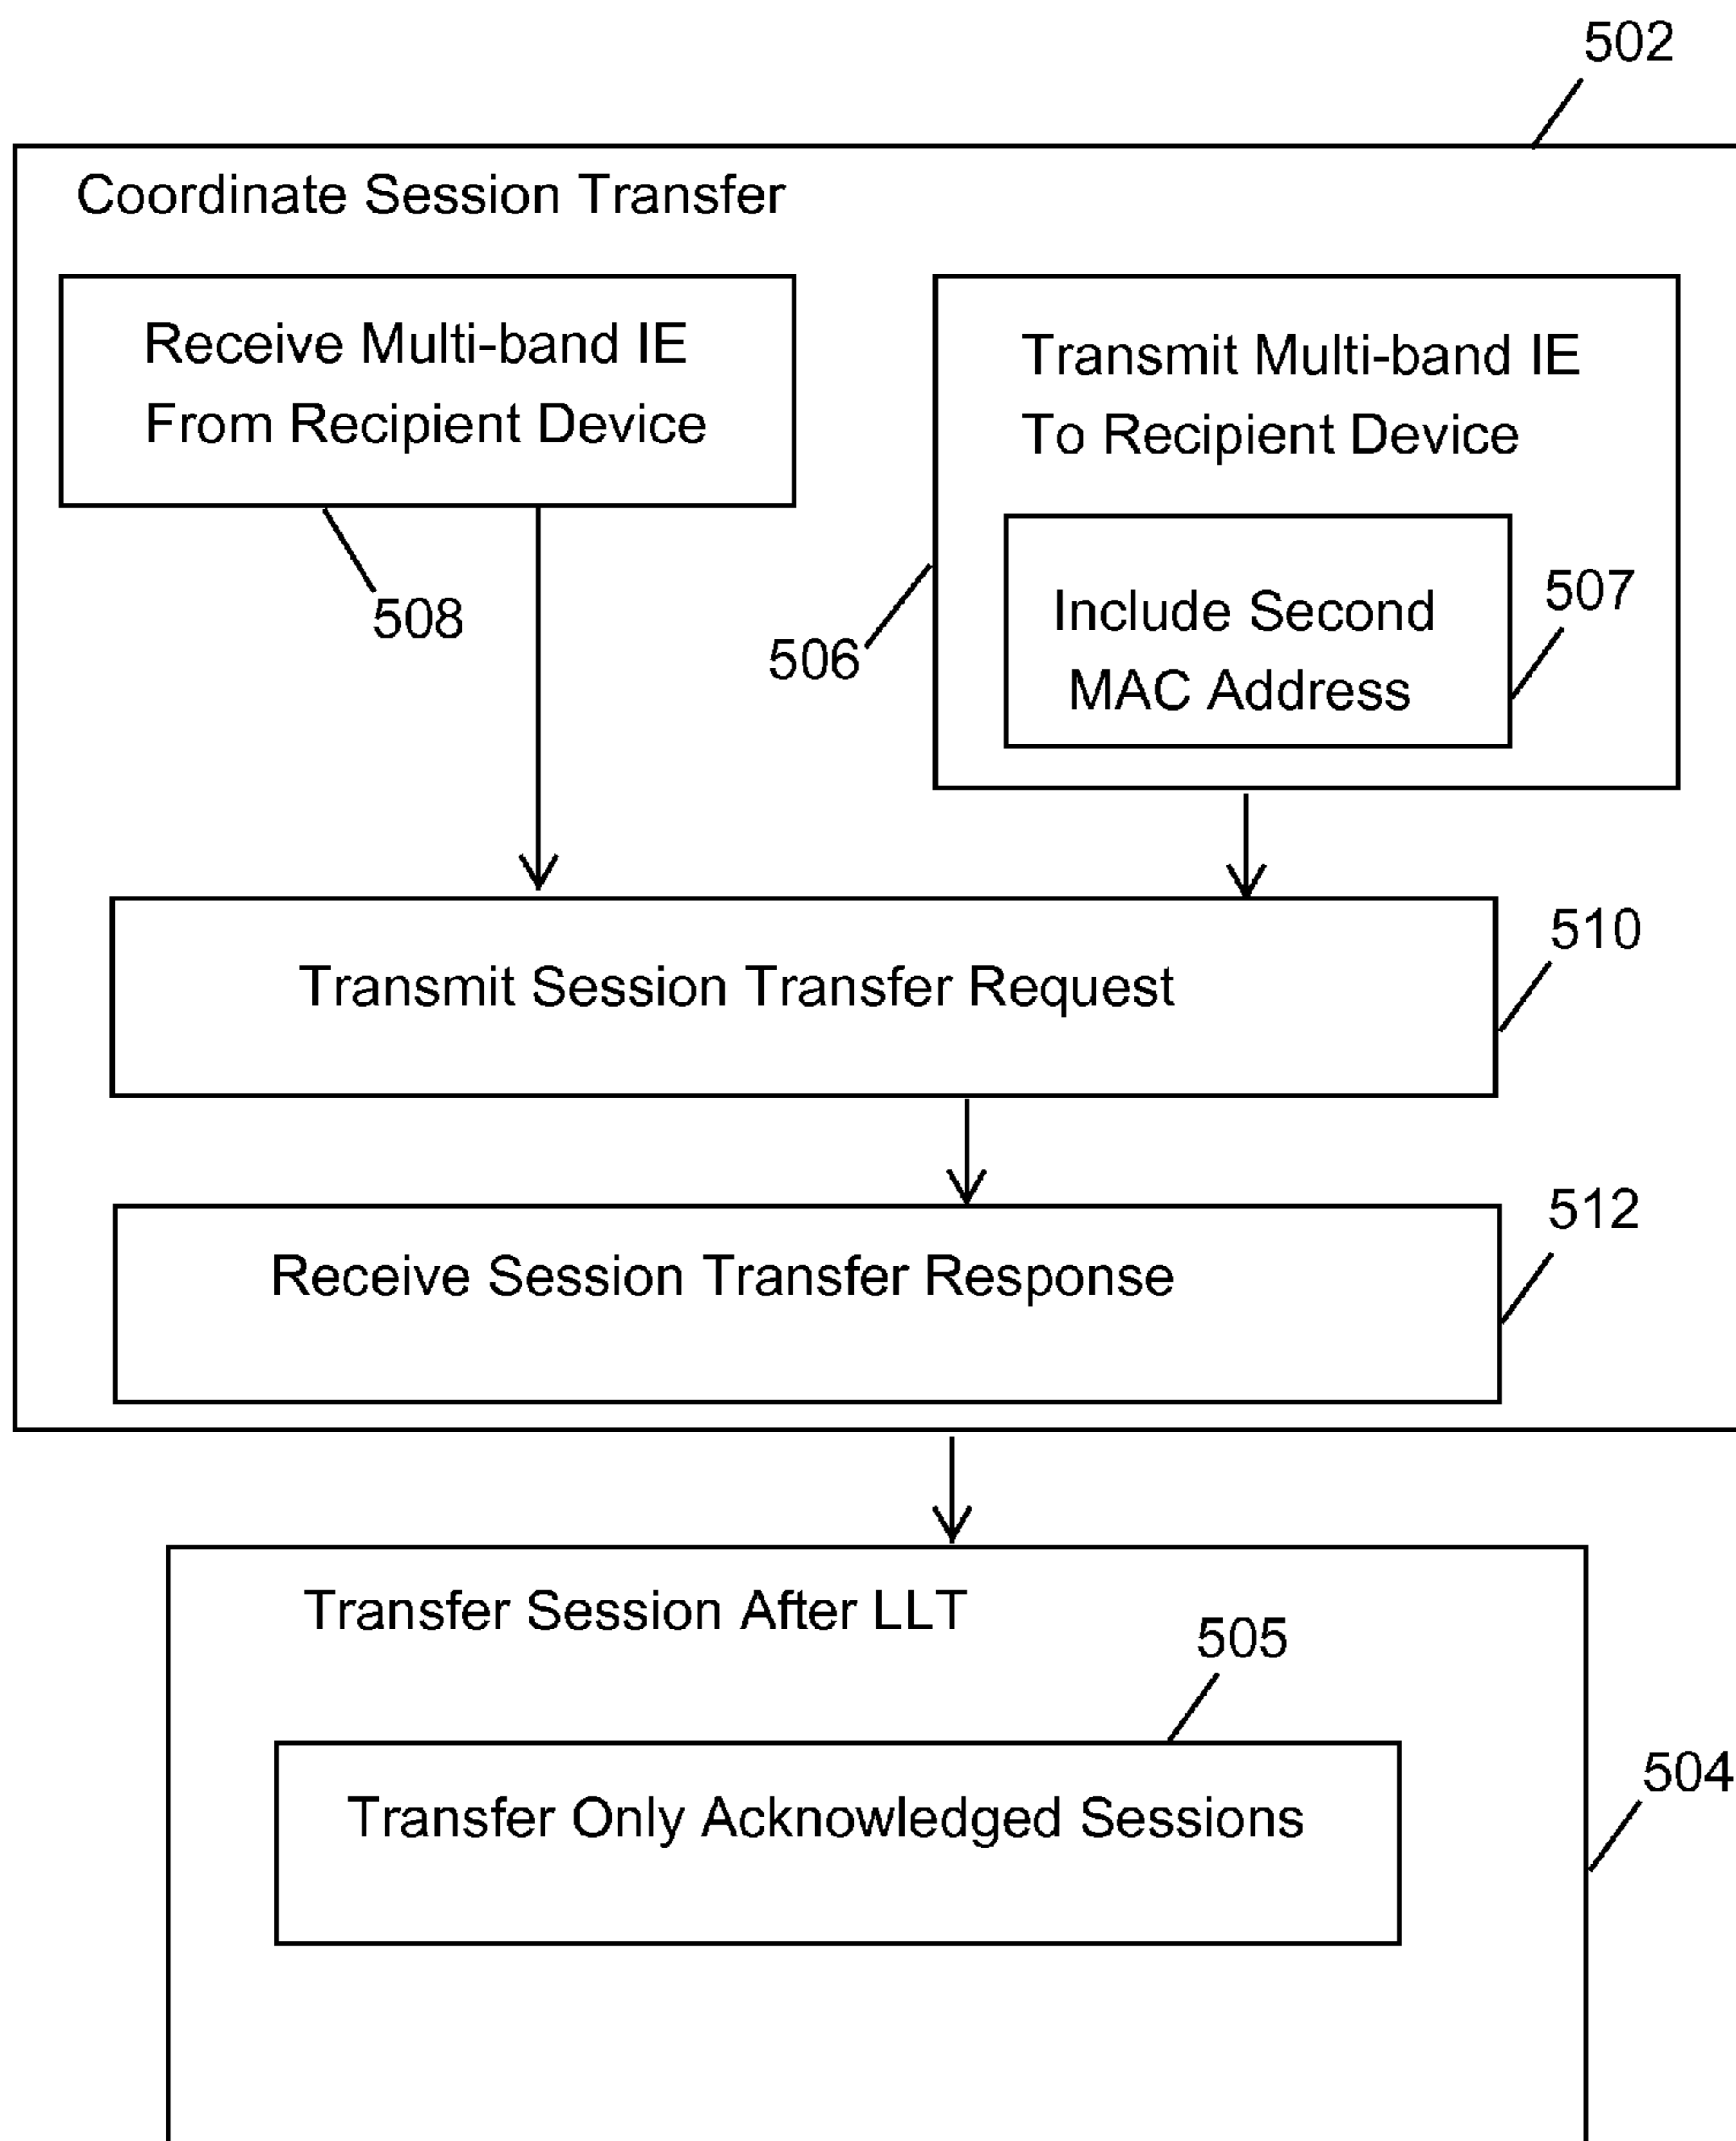 502
Coordinate Session Transfer
Receive Multi-band IE
From Recipient Device
508
Transmit Multi-band IE
To Recipient Device
506
Include Second
MAC Address
507
Transmit Session Transfer Request
510
Receive Session Transfer Response
512
Transfer Session After LLT
505
Transfer Only Acknowledged Sessions
504